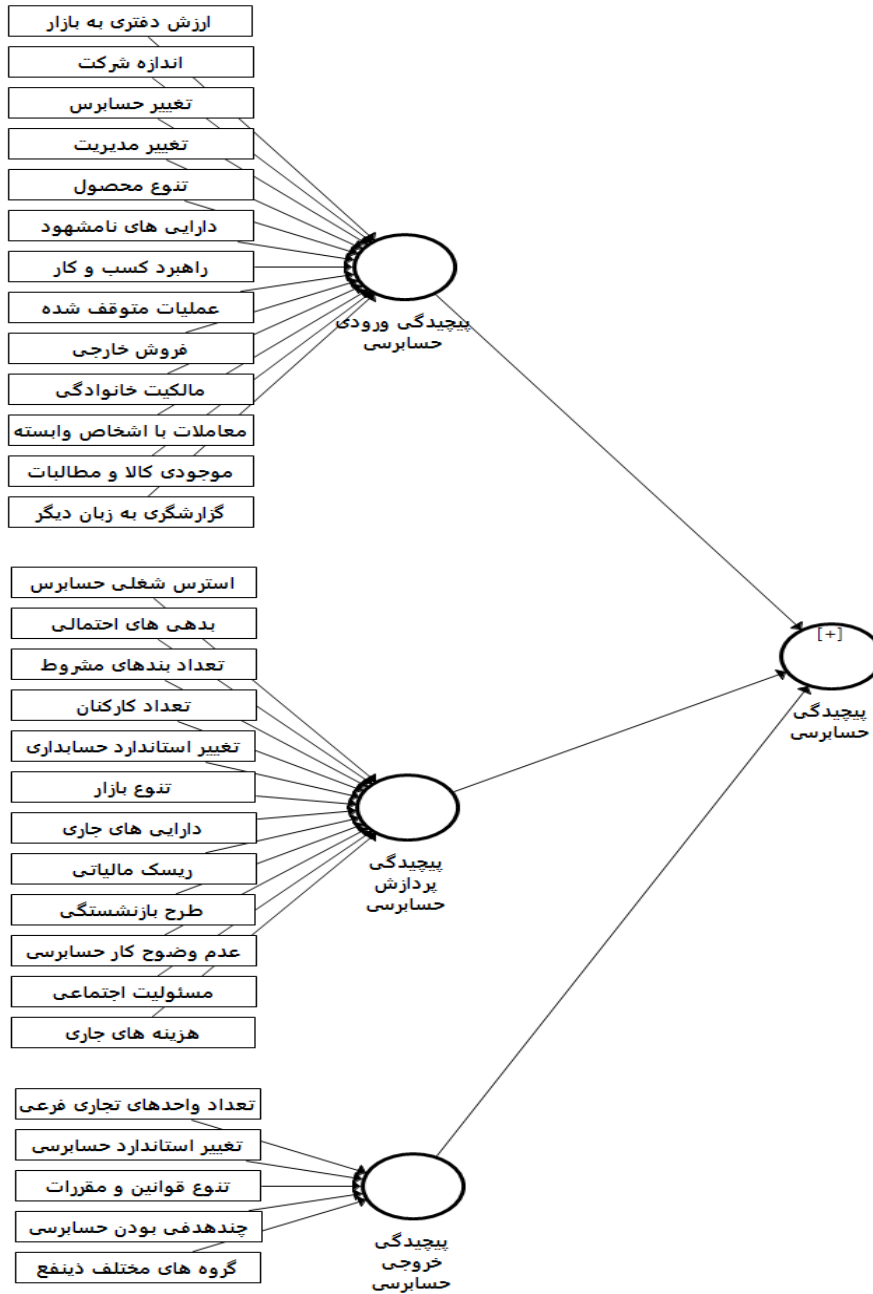 ارزش دفتری به بازار
اندازه شرکت
تغییر حسابرس
تغییر مدیریت
تنوع محصول
دارایی های نامشهود
راهبرد کسب و کار
عملیات متوقف شده
فروش خارجی
مالکیت خانوادگی
معاملات با اشخاص وابسته
موجودی کالا و مطالبات
گزارشگری به زبان دیگر
پیچیدگی ورودی
حسابرسی
استرس شغلی حسابرس
بدهی های احتمالی
تعداد بندهای مشروط
تعداد کارکنان
تغییر استاندارد حسابداری
تنوع بازار
دارایی های جاری
ریسک مالیاتی
طرح بازنشستگی
عدم وضوح کار حسابرسی
مسئولیت اجتماعی
هزینه های جاری
پیچیدگی
پردازش
حسابرسی
تعداد واحدهای تجاری فرعی
تغییر استاندارد حسابرسی
تنوع قوانین و مقررات
چندهدفی بودن حسابرسی
گروه های مختلف ذینفع
پیچیدگی
خروجی
حسابرسی
[+]
پیچیدگی
حسابرسی